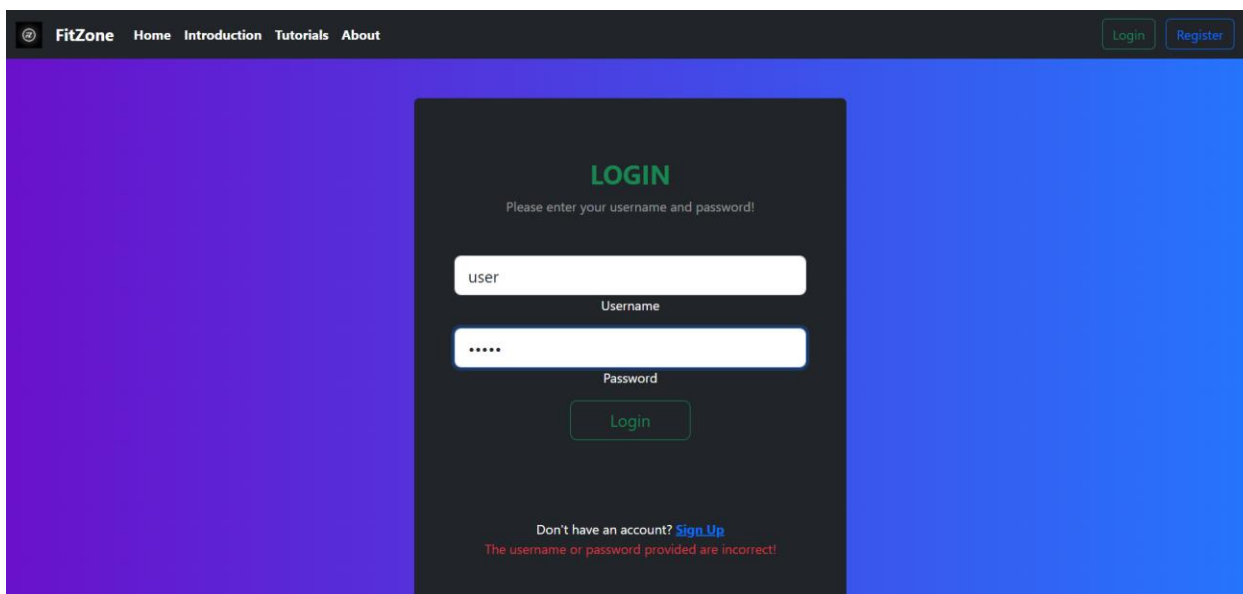 FitZone Home Introduction Tutorials About Login Register
LOGIN
Please enter your username and password!
user
Username
•••••
Password
Login
Don't have an account? Sign Up
The username or password provided are incorrect!